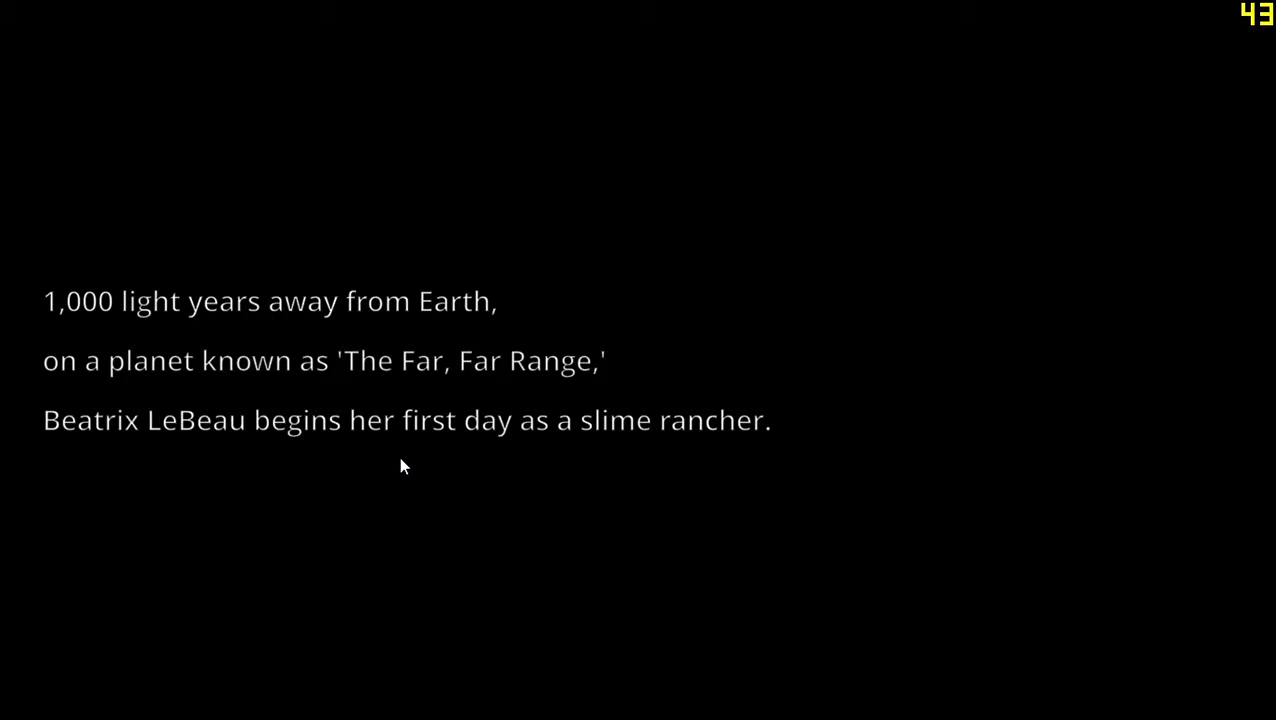 43
1,000 light years away from Earth,
on a planet known as 'The Far, Far Range,'
Beatrix LeBeau begins her first day as a slime rancher.